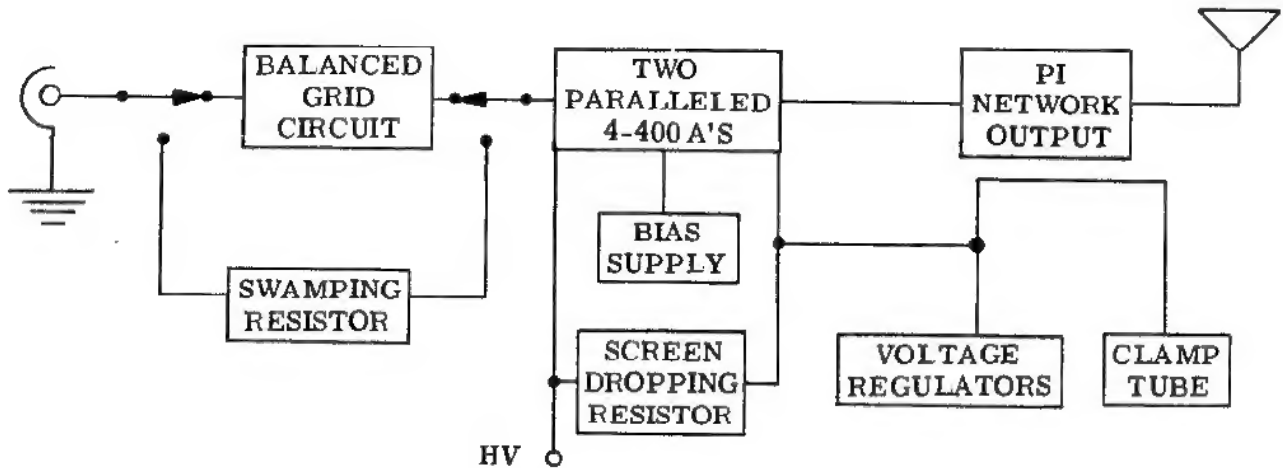 BALANCED
GRID
CIRCUIT
TWO
PARALLELED
4-400 A'S
PI
NETWORK
OUTPUT
BIAS
SUPPLY
SWAMPING
RESISTOR
SCREEN
DROPPING
RESISTOR
VOLTAGE
REGULATORS
CLAMP
TUBE
HV